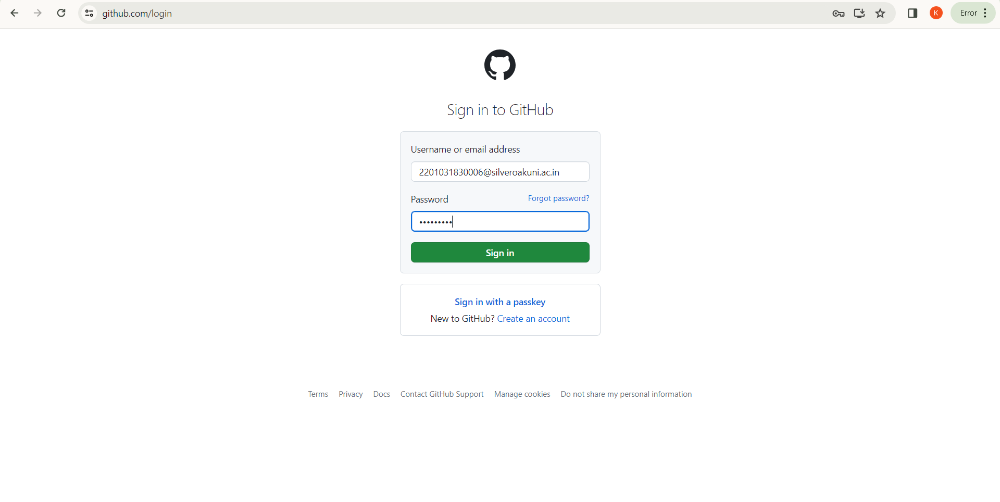 github.com/login
K
Error
Sign in to GitHub
Username or email address
2201031830006@silveroakuni.ac.in
Password Forgot password?
•••••••••
Sign in
Sign in with a passkey
New to GitHub? Create an account
Terms Privacy Docs Contact GitHub Support Manage cookies Do not share my personal information